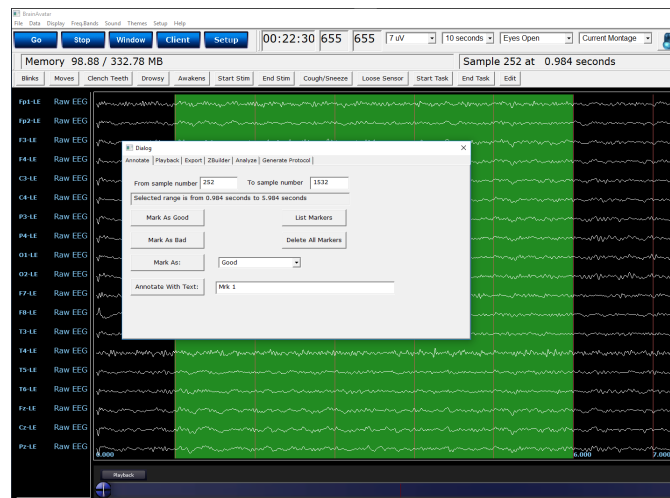 BrainAvatar
File Data Display Freq.Bands Sound Themes Setup Help
Go Stop Window Client Setup 00:22:30 655 655 7 uV 10 seconds Eyes Open Current Montage
Memory 98.88 / 332.78 MB Sample 252 at 0.984 seconds
Blinks Moves Clench Teeth Drowsy Awakens Start Stim End Stim Cough/Sneeze Loose Sensor Start Task End Task Edit
Fp1-LE Raw EEG
Fp2-LE Raw EEG
F3-LE Raw EEG
F4-LE Raw EEG
C3-LE Raw EEG
C4-LE Raw EEG
P3-LE Raw EEG
P4-LE Raw EEG
O1-LE Raw EEG
O2-LE Raw EEG
F7-LE Raw EEG
F8-LE Raw EEG
T3-LE Raw EEG
T4-LE Raw EEG
T5-LE Raw EEG
T6-LE Raw EEG
Fz-LE Raw EEG
Cz-LE Raw EEG
Pz-LE Raw EEG
Dialog
Annotate Playback Export ZBuilder Analyze Generate Protocol
From sample number 252 To sample number 1532
Selected range is from 0.984 seconds to 5.984 seconds
Mark As Good List Markers
Mark As Bad Delete All Markers
Mark As: Good
Annotate With Text: Mrk 1
0.000 6.000 7.000
Playback